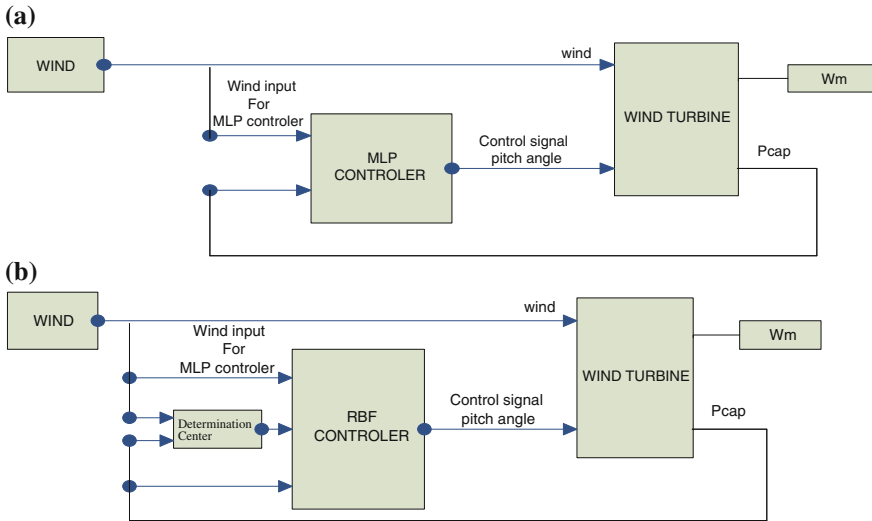 (a)
WIND
wind
Wind input
For
MLP controler
MLP
CONTROLER
Control signal
pitch angle
WIND TURBINE
Wm
Pcap
(b)
WIND
wind
Wind input
For
MLP controler
Determination
Center
RBF
CONTROLER
Control signal
pitch angle
WIND TURBINE
Wm
Pcap